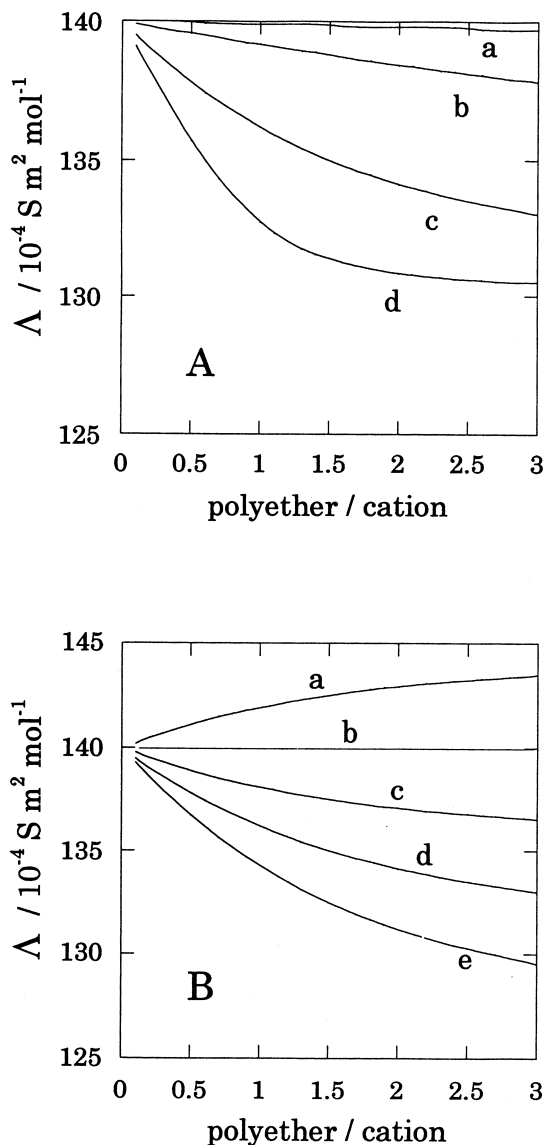 140
135
130
125
Λ / 10⁻⁴ S m² mol⁻¹
a
b
c
d
A
0 0.5 1 1.5 2 2.5 3
polyether / cation
145
140
135
130
125
Λ / 10⁻⁴ S m² mol⁻¹
a
b
c
d
e
B
0 0.5 1 1.5 2 2.5 3
polyether / cation